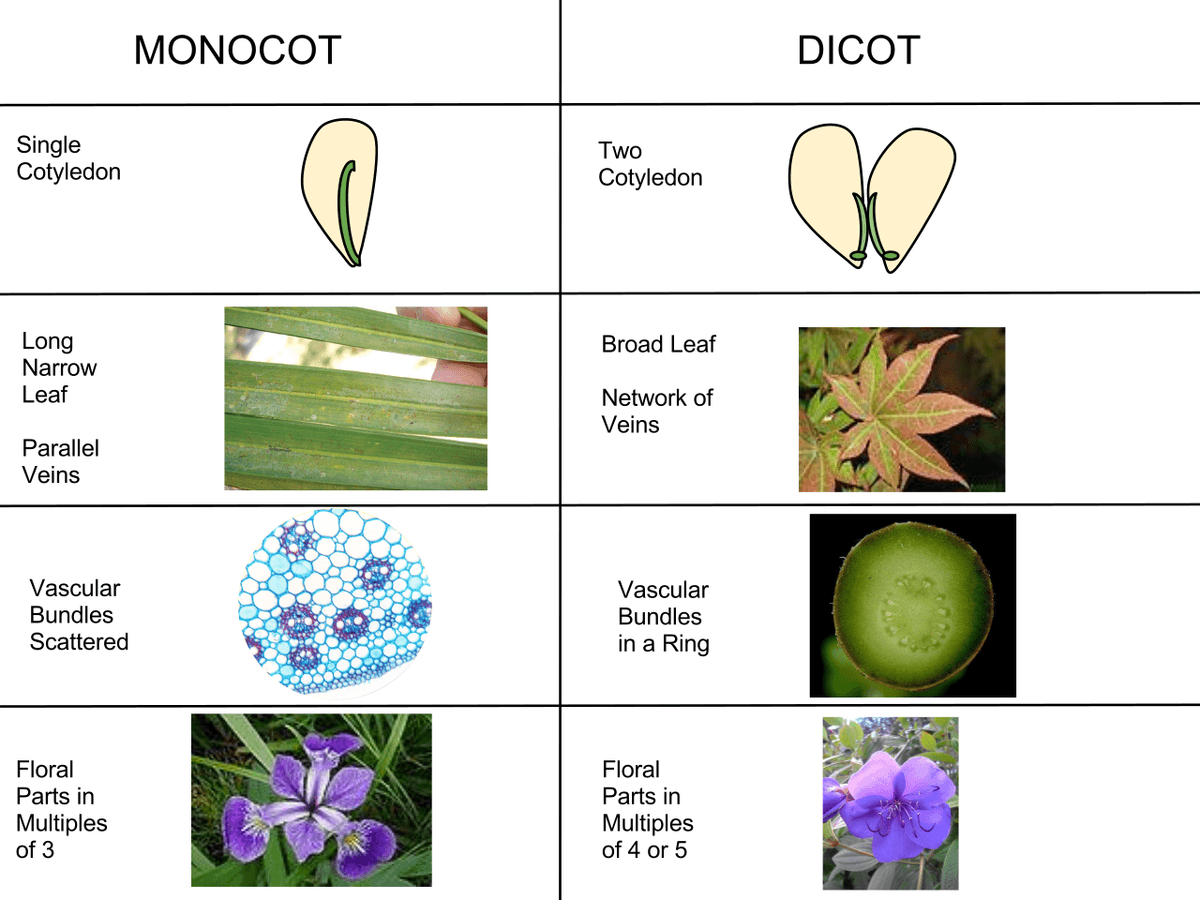 MONOCOT
DICOT
Single
Cotyledon
Two
Cotyledon
Long
Narrow
Leaf
Parallel
Veins
Broad Leaf
Network of
Veins
Vascular
Bundles
Scattered
Vascular
Bundles
in a Ring
Floral
Parts in
Multiples
of 3
Floral
Parts in
Multiples
of 4 or 5